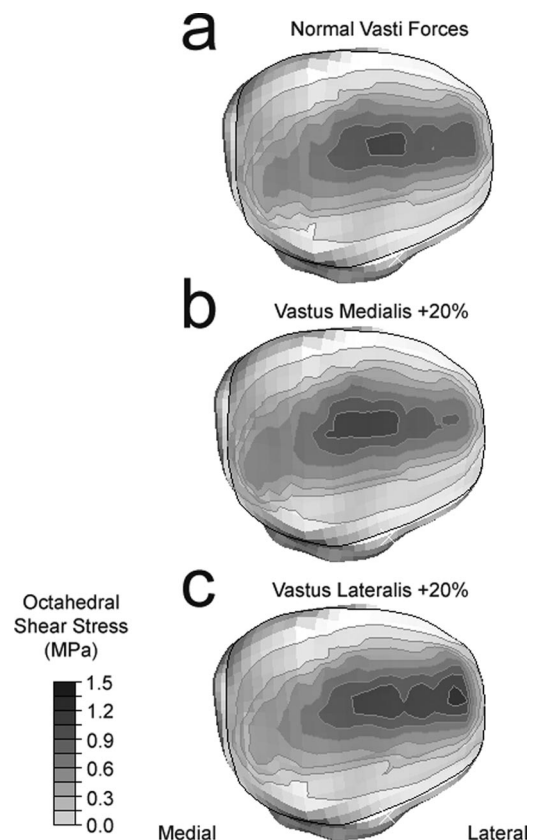 a
Normal Vasti Forces
b
Vastus Medialis +20%
c
Vastus Lateralis +20%
Octahedral
Shear Stress
(MPa)
1.5
1.2
0.9
0.6
0.3
0.0
Medial
Lateral